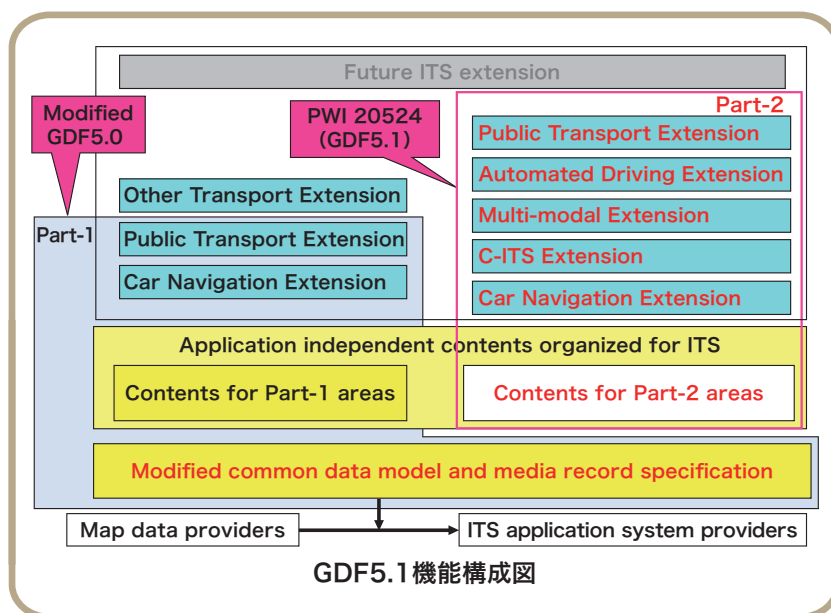 Future ITS extension
Modified
GDF5.0
PWI 20524
(GDF5.1)
Part-2
Public Transport Extension
Automated Driving Extension
Multi-modal Extension
C-ITS Extension
Car Navigation Extension
Other Transport Extension
Part-1
Public Transport Extension
Car Navigation Extension
Application independent contents organized for ITS
Contents for Part-1 areas
Contents for Part-2 areas
Modified common data model and media record specification
Map data providers
ITS application system providers
GDF5.1機能構成図